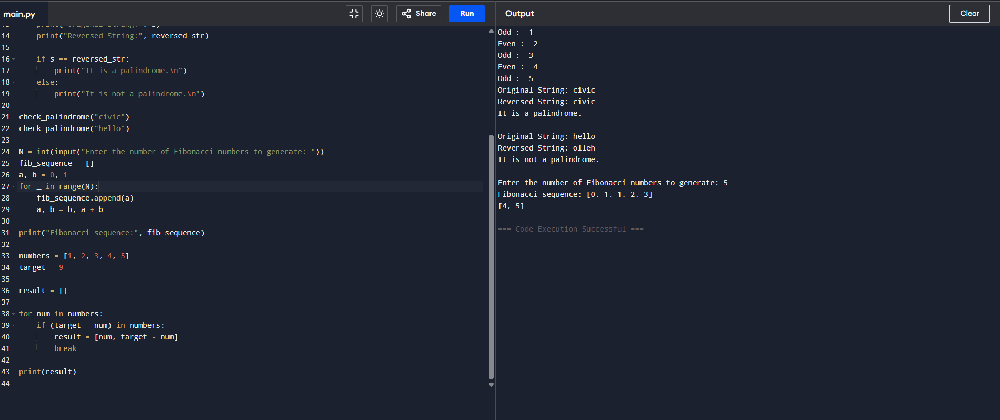 main.py
Share
Run
Output
Clear
14 print("Reversed String:", reversed_str)
15
16 if s == reversed_str:
17 print("It is a palindrome.\n")
18 else:
19 print("It is not a palindrome.\n")
20
21 check_palindrome("civic")
22 check_palindrome("hello")
23
24 N = int(input("Enter the number of Fibonacci numbers to generate: "))
25 fib_sequence = []
26 a, b = 0, 1
27 for _ in range(N):
28 fib_sequence.append(a)
29 a, b = b, a + b
30
31 print("Fibonacci sequence:", fib_sequence)
32
33 numbers = [1, 2, 3, 4, 5]
34 target = 9
35
36 result = []
37
38 for num in numbers:
39 if (target - num) in numbers:
40 result = [num, target - num]
41 break
42
43 print(result)
44
Odd :  1
Even :  2
Odd :  3
Even :  4
Odd :  5
Original String: civic
Reversed String: civic
It is a palindrome.
Original String: hello
Reversed String: olleh
It is not a palindrome.
Enter the number of Fibonacci numbers to generate: 5
Fibonacci sequence: [0, 1, 1, 2, 3]
[4, 5]
=== Code Execution Successful ===